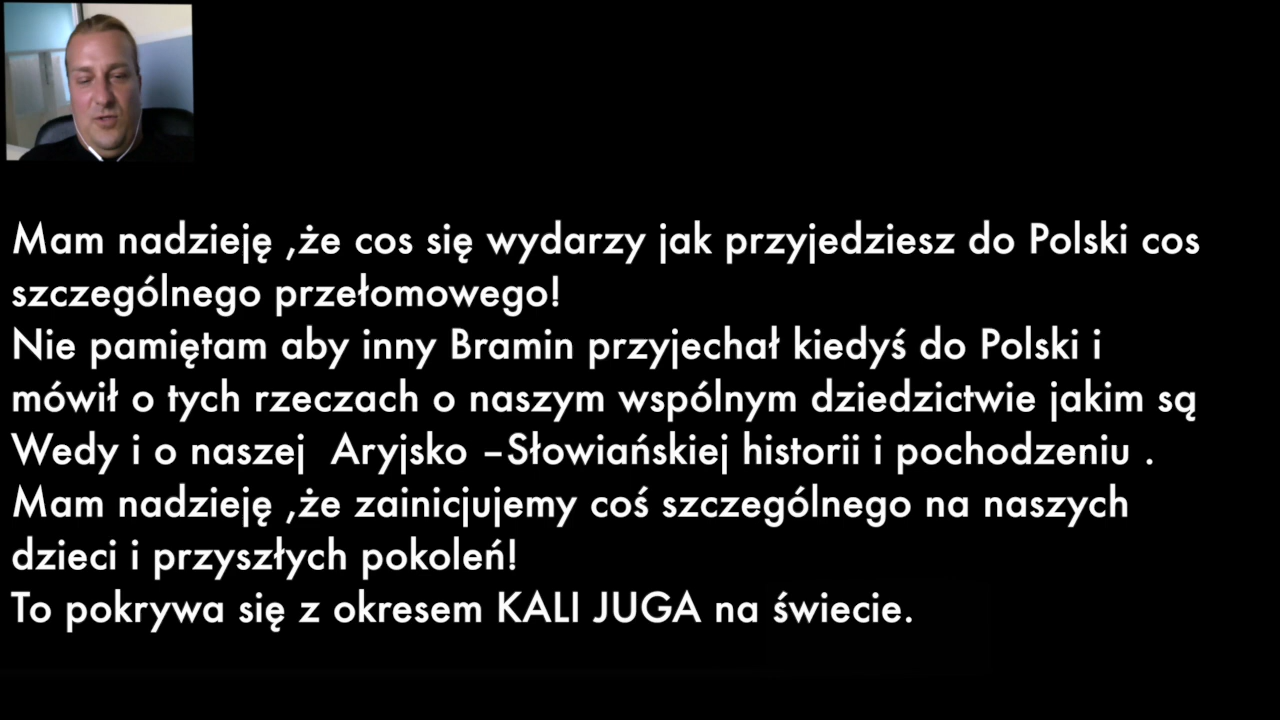 Mam nadzieję ,że cos się wydarzy jak przyjedziesz do Polski cos
szczególnego przełomowego!
Nie pamiętam aby inny Bramin przyjechał kiedyś do Polski i
mówił o tych rzeczach o naszym wspólnym dziedzictwie jakim są
Wedy i o naszej  Aryjsko –Słowiańskiej historii i pochodzeniu .
Mam nadzieję ,że zainicjujemy coś szczególnego na naszych
dzieci i przyszłych pokoleń!
To pokrywa się z okresem KALI JUGA na świecie.